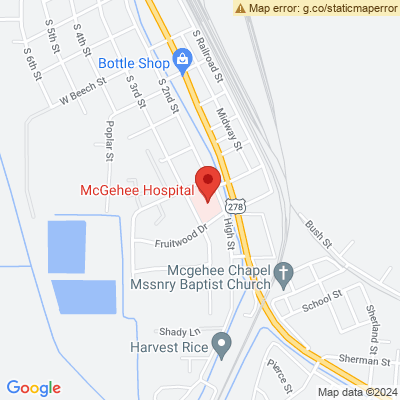 Map error: g.co/staticmaperror
S Railroad St
S 4th St
S 5th St
S 6th St
Bottle Shop
W Beech St
S 3rd St
S 2nd St
Midway St
Poplar St
McGehee Hospital
278
High St
Fruitwood Dr
Bush St
Mcgehee Chapel
Mssnry Baptist Church
School St
Sherland St
Shady Ln
Harvest Rice
Sherman St
Pierce St
Google
Map data ©2024